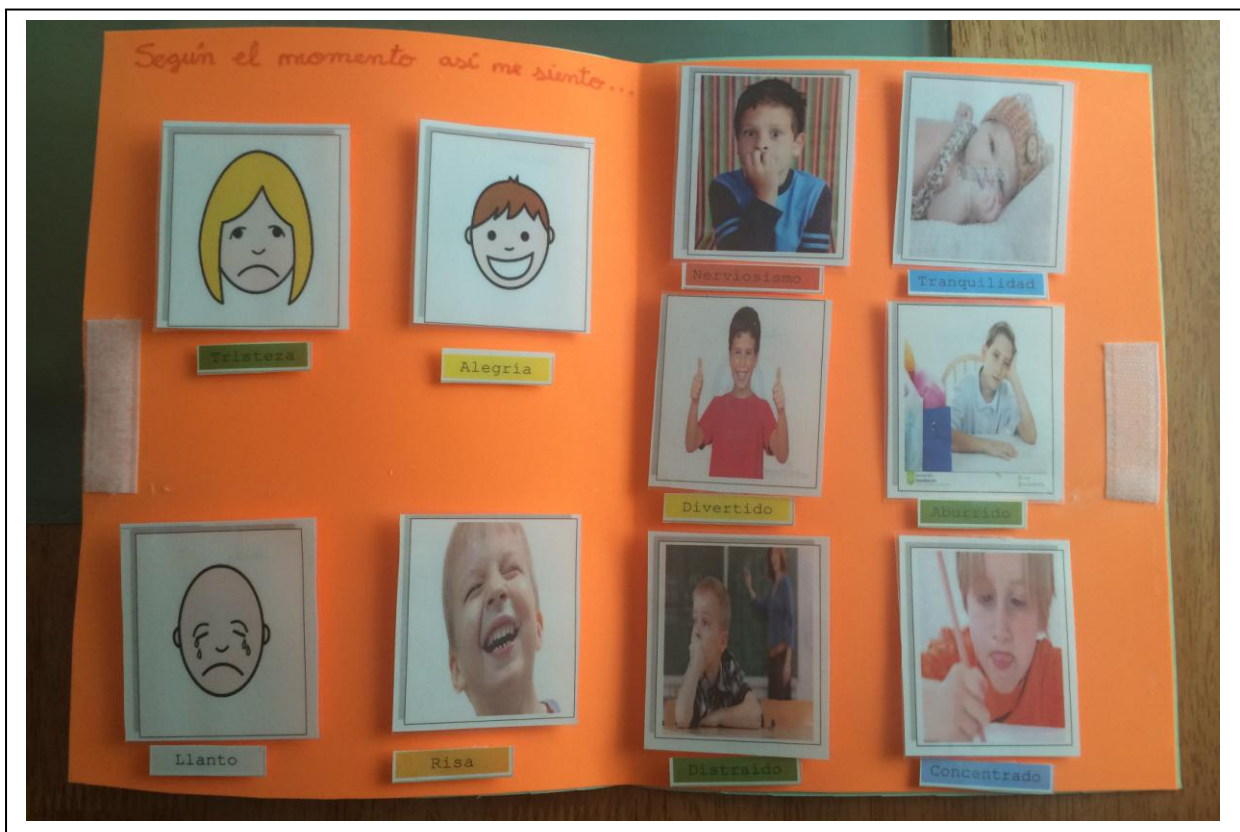 Según el momento así me siento...
Tristeza
Alegría
Llanto
Risa
Nerviosismo
Tranquilidad
Divertido
Aburrido
Distraído
Concentrado